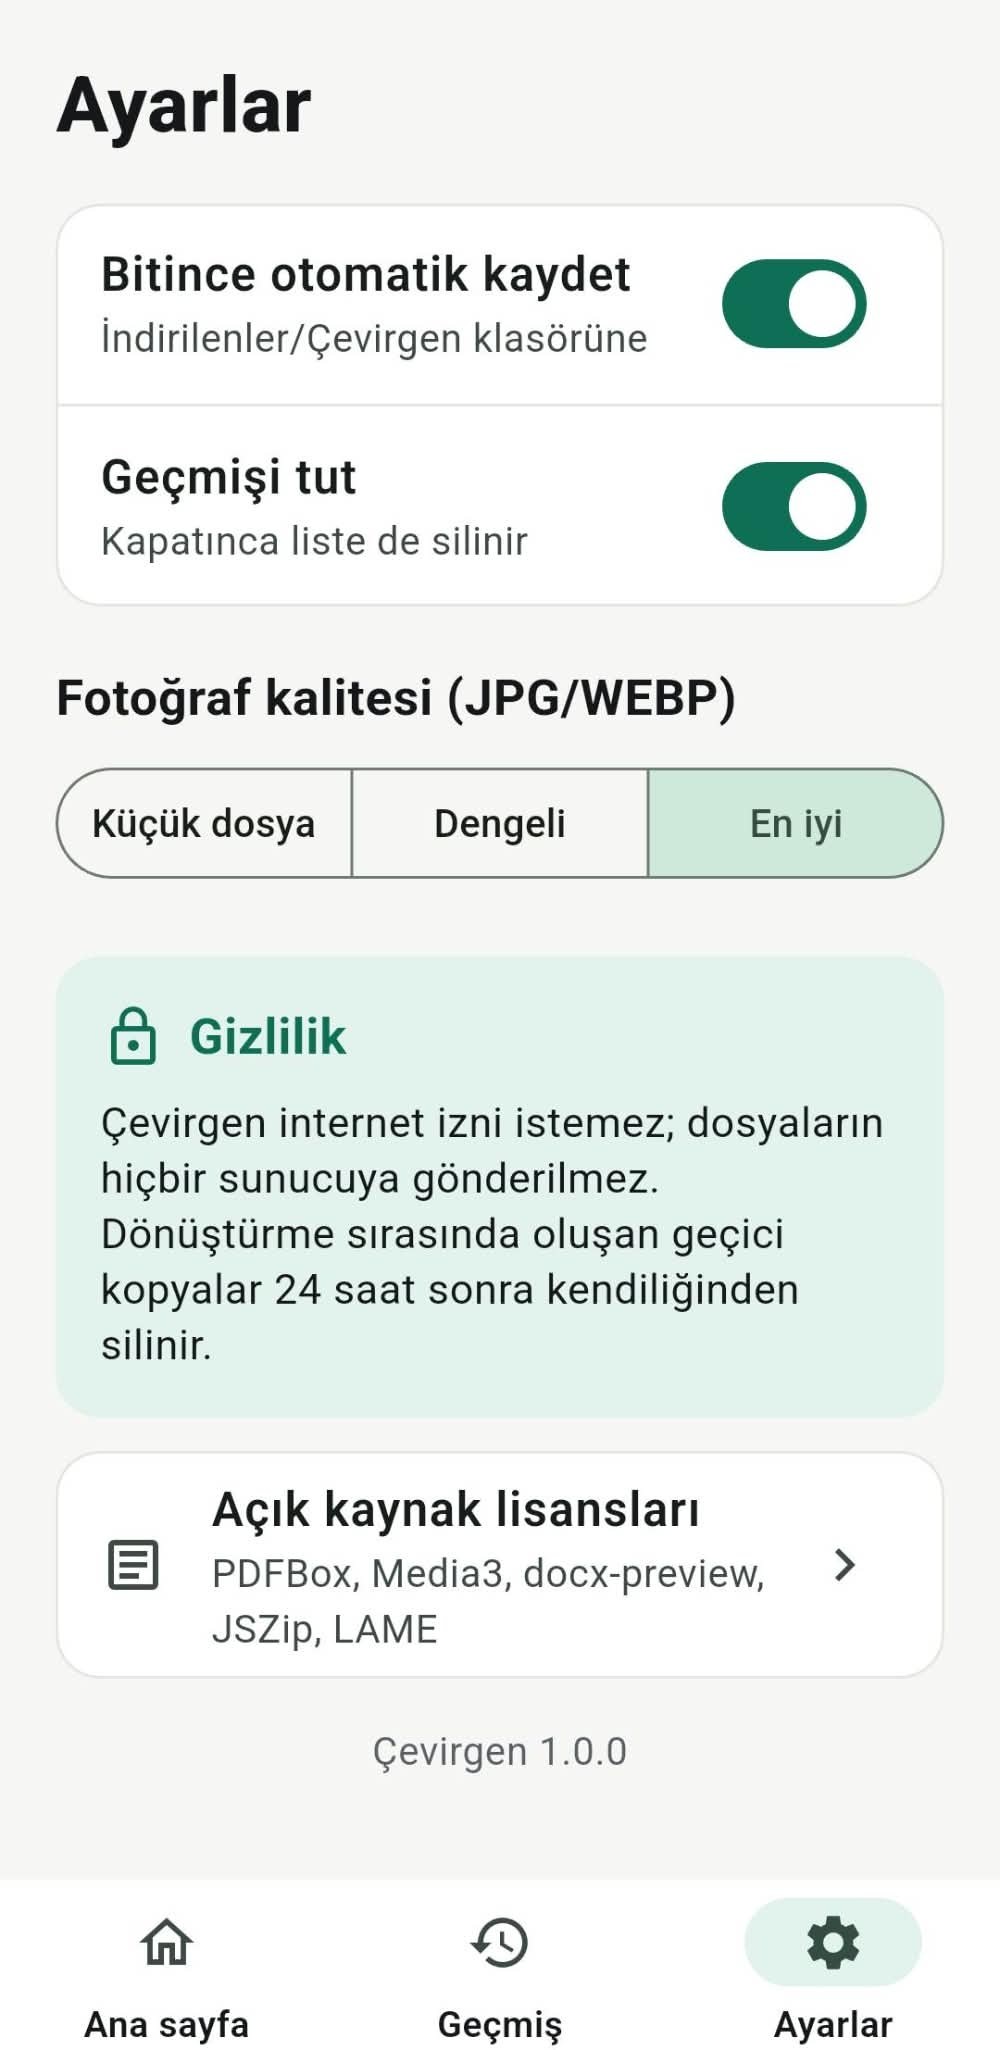 Ayarlar
Bitince otomatik kaydet
İndirilenler/Çevirgen klasörüne
Geçmişi tut
Kapatınca liste de silinir
Fotoğraf kalitesi (JPG/WEBP)
Küçük dosya
Dengeli
En iyi
Gizlilik
Çevirgen internet izni istemez; dosyaların
hiçbir sunucuya gönderilmez.
Dönüştürme sırasında oluşan geçici
kopyalar 24 saat sonra kendiliğinden
silinir.
Açık kaynak lisansları
PDFBox, Media3, docx-preview,
JSZip, LAME
Çevirgen 1.0.0
Ana sayfa
Geçmiş
Ayarlar